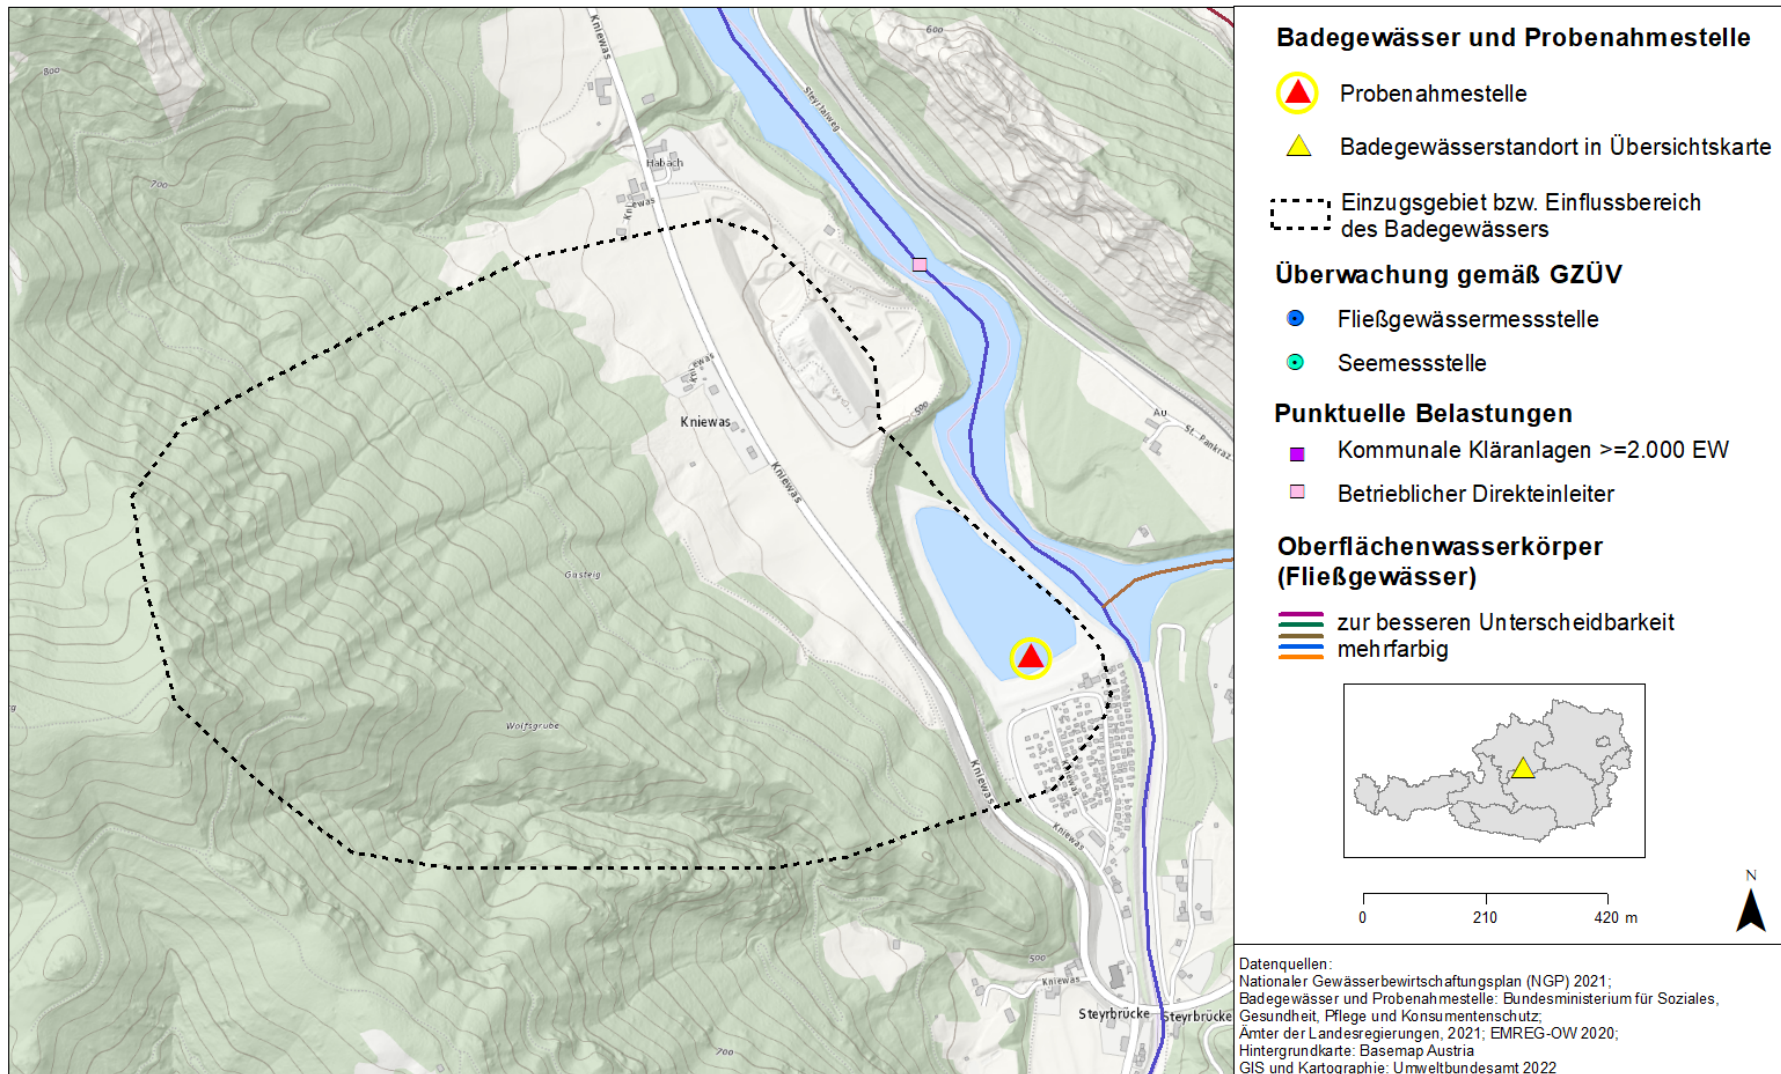 Kniewas
600
800
Steyrtalweg
Habach
700
Kniewas
Kniewas
500
Au
St. Pankraz
Kniewas
Kniewas
Gasteig
Wolfsgrube
Kniewas
Kniewas
Kniewas
500
Kniewas
Steyrbrücke
Steyrbrücke
700
Badegewässer und Probenahmestelle
Probenahmestelle
Badegewässerstandort in Übersichtskarte
Einzugsgebiet bzw. Einflussbereich
des Badegewässers
Überwachung gemäß GZÜV
Fließgewässermessstelle
Seemessstelle
Punktuelle Belastungen
Kommunale Kläranlagen >=2.000 EW
Betrieblicher Direkteinleiter
Oberflächenwasserkörper
(Fließgewässer)
zur besseren Unterscheidbarkeit
mehrfarbig
N
0 210 420 m
Datenquellen:
Nationaler Gewässerbewirtschaftungsplan (NGP) 2021;
Badegewässer und Probenahmestelle: Bundesministerium für Soziales,
Gesundheit, Pflege und Konsumentenschutz;
Ämter der Landesregierungen, 2021; EMREG-OW 2020;
Hintergrundkarte: Basemap Austria
GIS und Kartographie: Umweltbundesamt 2022